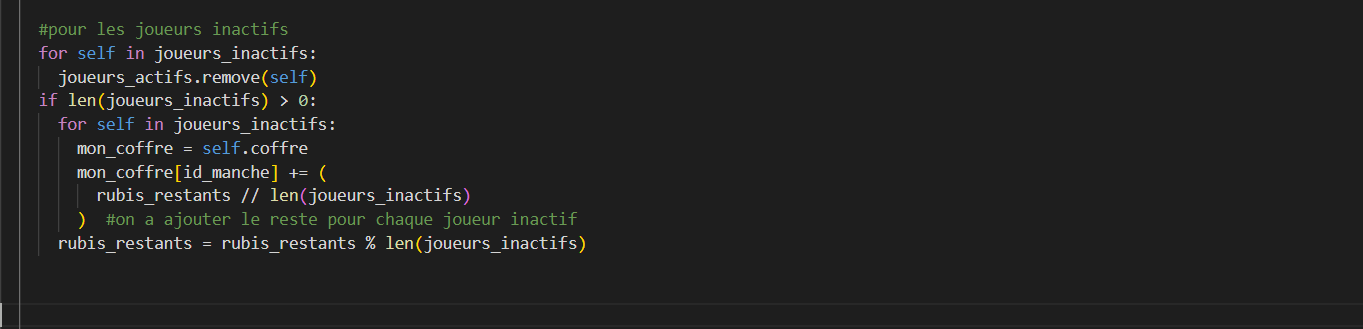 #pour les joueurs inactifs
for self in joueurs_inactifs:
joueurs_actifs.remove(self)
if len(joueurs_inactifs) > 0:
for self in joueurs_inactifs:
mon_coffre = self.coffre
mon_coffre[id_manche] += (
rubis_restants // len(joueurs_inactifs)
) #on a ajouter le reste pour chaque joueur inactif
rubis_restants = rubis_restants % len(joueurs_inactifs)